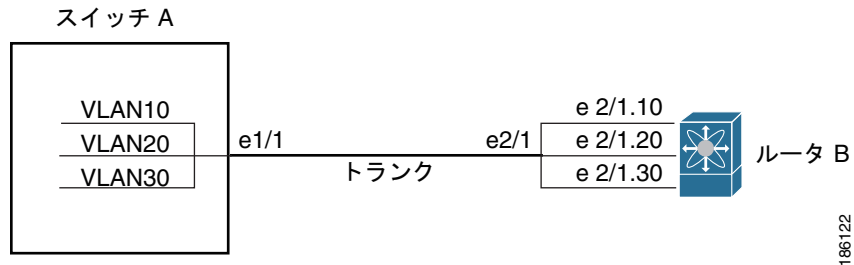 スイッチ A
VLAN10
VLAN20
VLAN30
e1/1
トランク
e2/1
e 2/1.10
e 2/1.20
e 2/1.30
ルータ B
186122